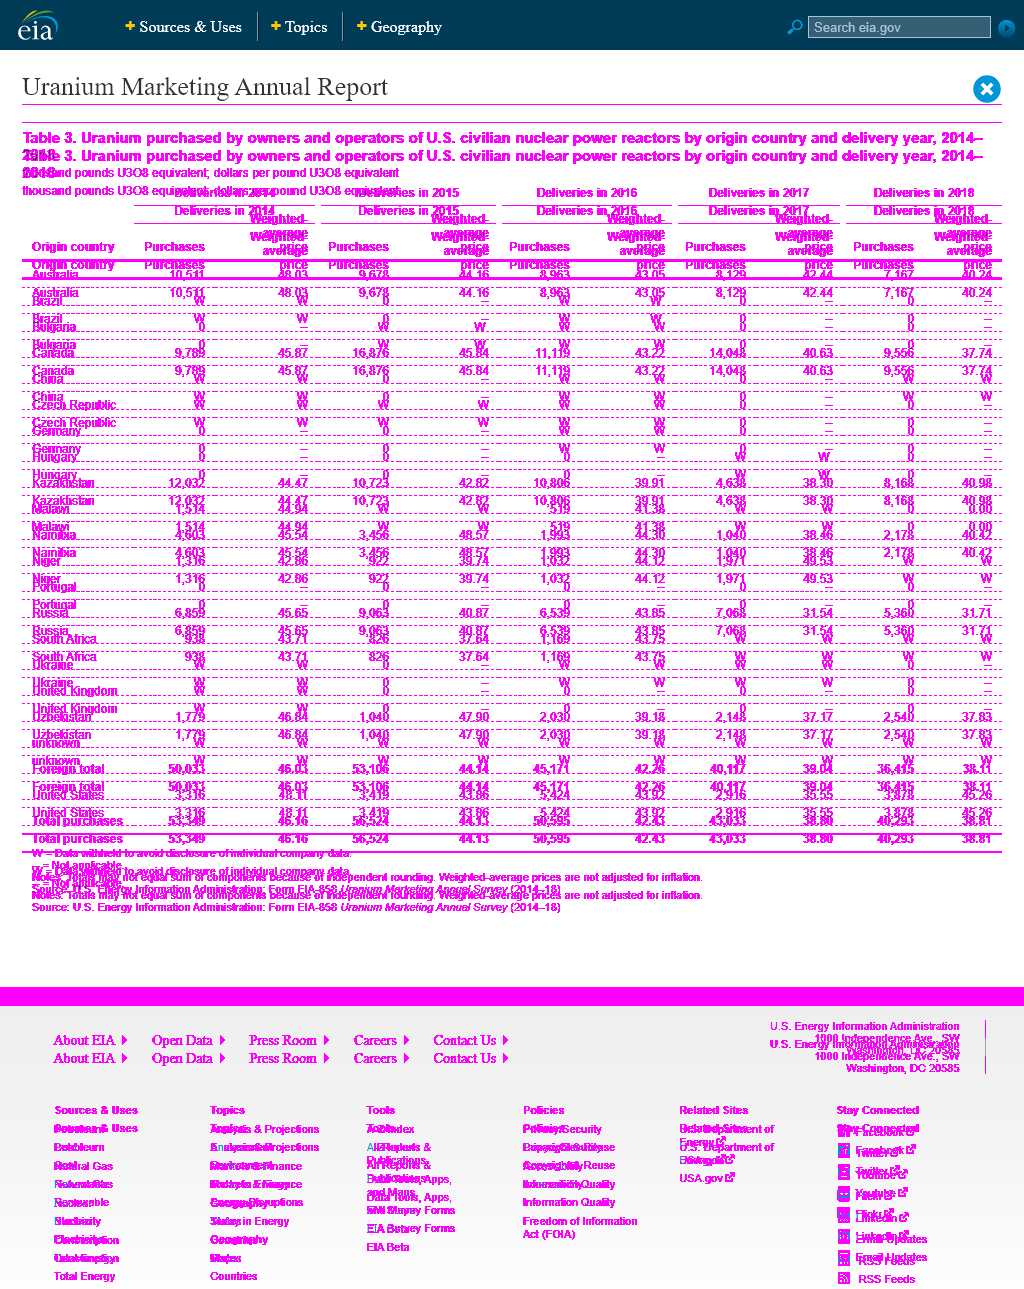 eia
Sources & Uses
Topics
Geography
Search eia.gov
Uranium Marketing Annual Report
Table 3. Uranium purchased by owners and operators of U.S. civilian nuclear power reactors by origin country and delivery year, 2014–
2018
thousand pounds U3O8 equivalent; dollars per pound U3O8 equivalent
Deliveries in 2014 Deliveries in 2015 Deliveries in 2016 Deliveries in 2017 Deliveries in 2018
Origin country Purchases Weighted-average price Purchases Weighted-average price Purchases Weighted-average price Purchases Weighted-average price Purchases Weighted-average price
Australia 10,511 48.03 9,678 44.16 8,963 43.05 8,129 42.44 7,167 40.24
Brazil W W 0 – W W 0 – 0 –
Bulgaria 0 – W W W W 0 – 0 –
Canada 9,789 45.87 16,876 45.84 11,119 43.22 14,048 40.63 9,556 37.74
China W W 0 – W W 0 – W W
Czech Republic W W W W W W 0 – 0 –
Germany 0 – 0 – W W 0 – 0 –
Hungary 0 – 0 – 0 – W W 0 –
Kazakhstan 12,032 44.47 10,723 42.82 10,806 39.91 4,638 38.30 8,168 40.98
Malawi 1,514 44.94 W W 519 41.38 W W 0 0.00
Namibia 4,603 45.54 3,456 48.57 1,993 44.30 1,040 38.46 2,178 40.42
Niger 1,316 42.86 922 39.74 1,032 44.12 1,971 49.53 W W
Portugal 0 – 0 – 0 – 0 – 0 –
Russia 6,859 45.65 9,063 40.87 6,539 43.85 7,068 31.54 5,360 31.71
South Africa 938 43.71 826 37.64 1,169 43.75 W W W W
Ukraine W W 0 – W W W W 0 –
United Kingdom W W 0 – 0 – 0 – 0 –
Uzbekistan 1,779 46.84 1,040 47.90 2,030 39.18 2,148 37.17 2,540 37.83
unknown W W W W W W W W W W
Foreign total 50,033 46.03 53,106 44.14 45,171 42.26 40,117 39.04 36,415 38.11
United States 3,316 48.11 3,419 43.86 5,424 43.92 2,916 35.55 3,878 45.26
Total purchases 53,349 46.16 56,524 44.13 50,595 42.43 43,033 38.80 40,293 38.81
W = Data withheld to avoid disclosure of individual company data.
– = Not applicable.
Notes: Totals may not equal sum of components because of independent rounding. Weighted-average prices are not adjusted for inflation.
Source: U.S. Energy Information Administration: Form EIA-858 Uranium Marketing Annual Survey (2014–18)
About EIA Open Data Press Room Careers Contact Us
U.S. Energy Information Administration
1000 Independence Ave., SW
Washington, DC 20585
Sources & Uses
Petroleum
Coal
Natural Gas
Renewable
Nuclear
Electricity
Consumption
Total Energy
Topics
Analysis & Projections
Environment
Markets & Finance
Today in Energy
Geography
States
Countries
Maps
Tools
A-Z Index
All Reports &
Publications
Data Tools, Apps,
and Maps
EIA Survey Forms
EIA Beta
Policies
Privacy/Security
Copyright & Reuse
Accessibility
Information Quality
Freedom of Information
Act (FOIA)
Related Sites
U.S. Department of
Energy
USA.gov
Stay Connected
Facebook
Twitter
Youtube
Flickr
LinkedIn
Email Updates
RSS Feeds